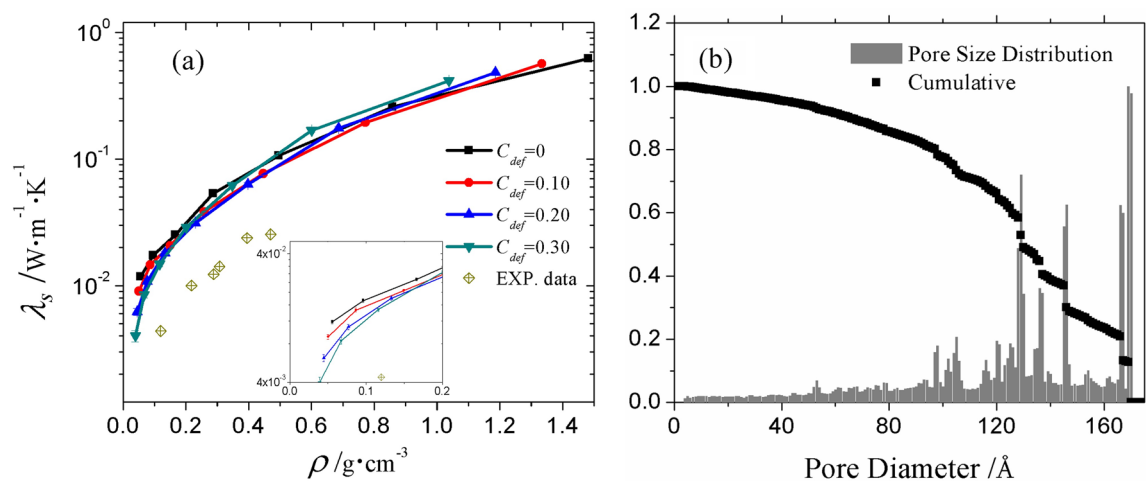 (a)
10⁰
10⁻¹
10⁻²
λₛ /W·m⁻¹·K⁻¹
C_def=0
C_def=0.10
C_def=0.20
C_def=0.30
EXP. data
4x10⁻²
4x10⁻³
0.0 0.1 0.2
0.0 0.2 0.4 0.6 0.8 1.0 1.2 1.4
ρ /g·cm⁻³
(b)
Pore Size Distribution
Cumulative
1.2
1.0
0.8
0.6
0.4
0.2
0.0
0 40 80 120 160
Pore Diameter /Å